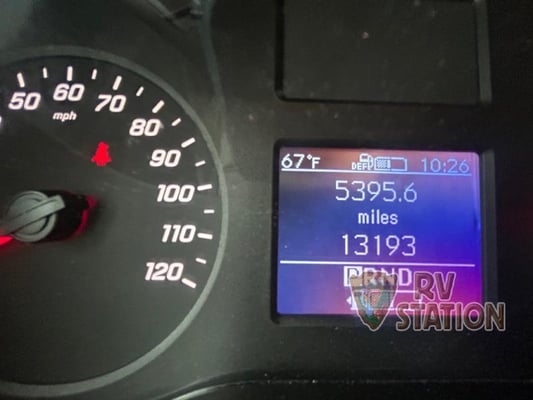 50 60 70 80 90 100 110 120
mph
67°F DEF 10:26
5395.6
miles
13193
PRND
RV
STATION